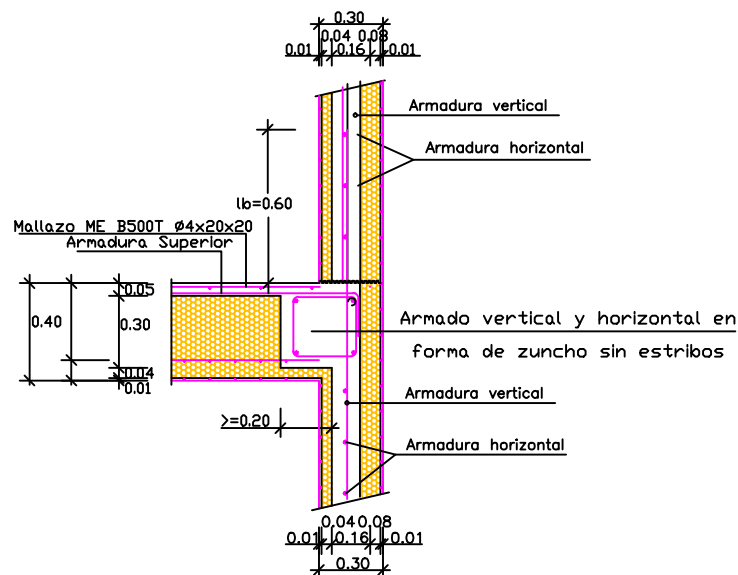 0.30
0.04 0.08
0.01 0.16 0.01
Armadura vertical
Armadura horizontal
lb=0.60
Mallazo ME B500T Ø4x20x20
Armadura Superior
0.05
0.40
0.30
0.04
0.01
Armado vertical y horizontal en
forma de zuncho sin estribos
Armadura vertical
>=0.20
Armadura horizontal
0.04 0.08
0.01 0.16 0.01
0.30